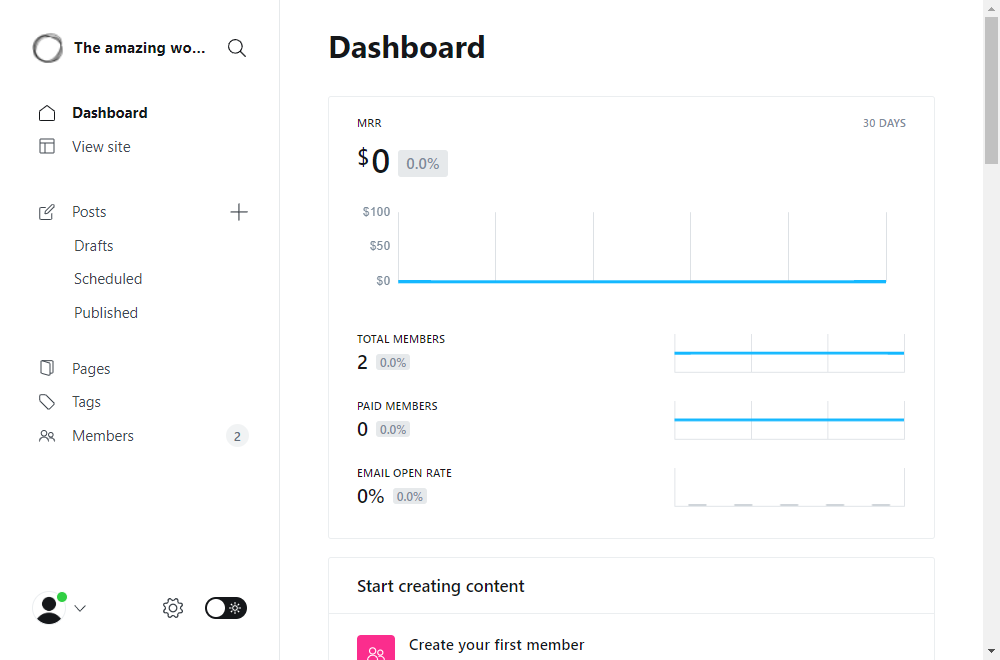 The amazing wo...
Dashboard
View site
Posts
Drafts
Scheduled
Published
Pages
Tags
Members 2
Dashboard
MRR 30 DAYS
$0 0.0%
$100
$50
$0
TOTAL MEMBERS
2 0.0%
PAID MEMBERS
0 0.0%
EMAIL OPEN RATE
0% 0.0%
Start creating content
Create your first member